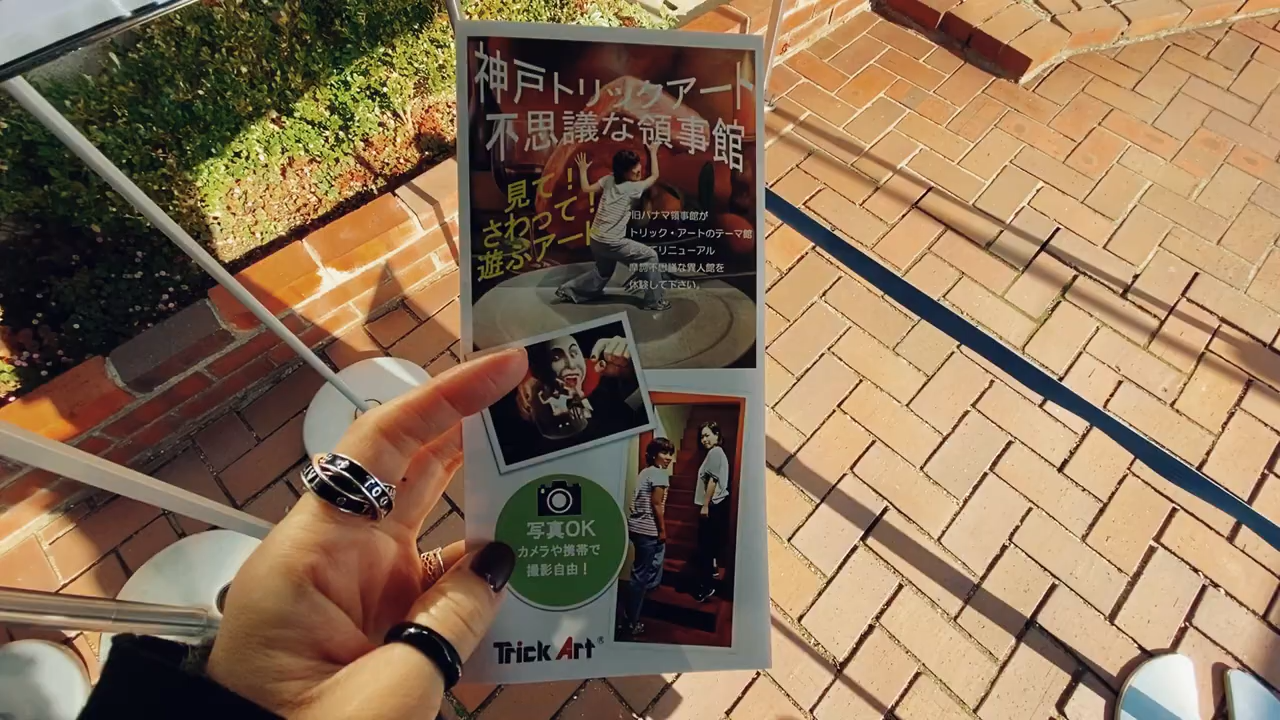 神戸トリックアート
不思議な領事館
見て!
さわって!
遊ぶアート
旧パナマ領事館が
トリック・アートのテーマ館
リニューアル
摩訶不思議な異人館を
体験して下さい。
写真OK
カメラや携帯で
撮影自由!
Trick Art®